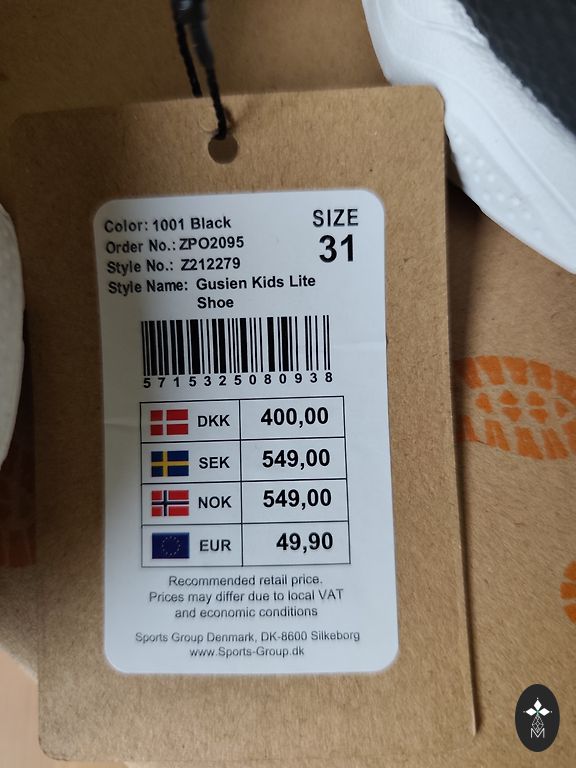 Color: 1001 Black
Order No.: ZPO2095
Style No.: Z212279
Style Name: Gusien Kids Lite
Shoe
SIZE
31
5715325080938
DKK 400,00
SEK 549,00
NOK 549,00
EUR 49,90
Recommended retail price.
Prices may differ due to local VAT
and economic conditions
Sports Group Denmark, DK-8600 Silkeborg
www.Sports-Group.dk
M